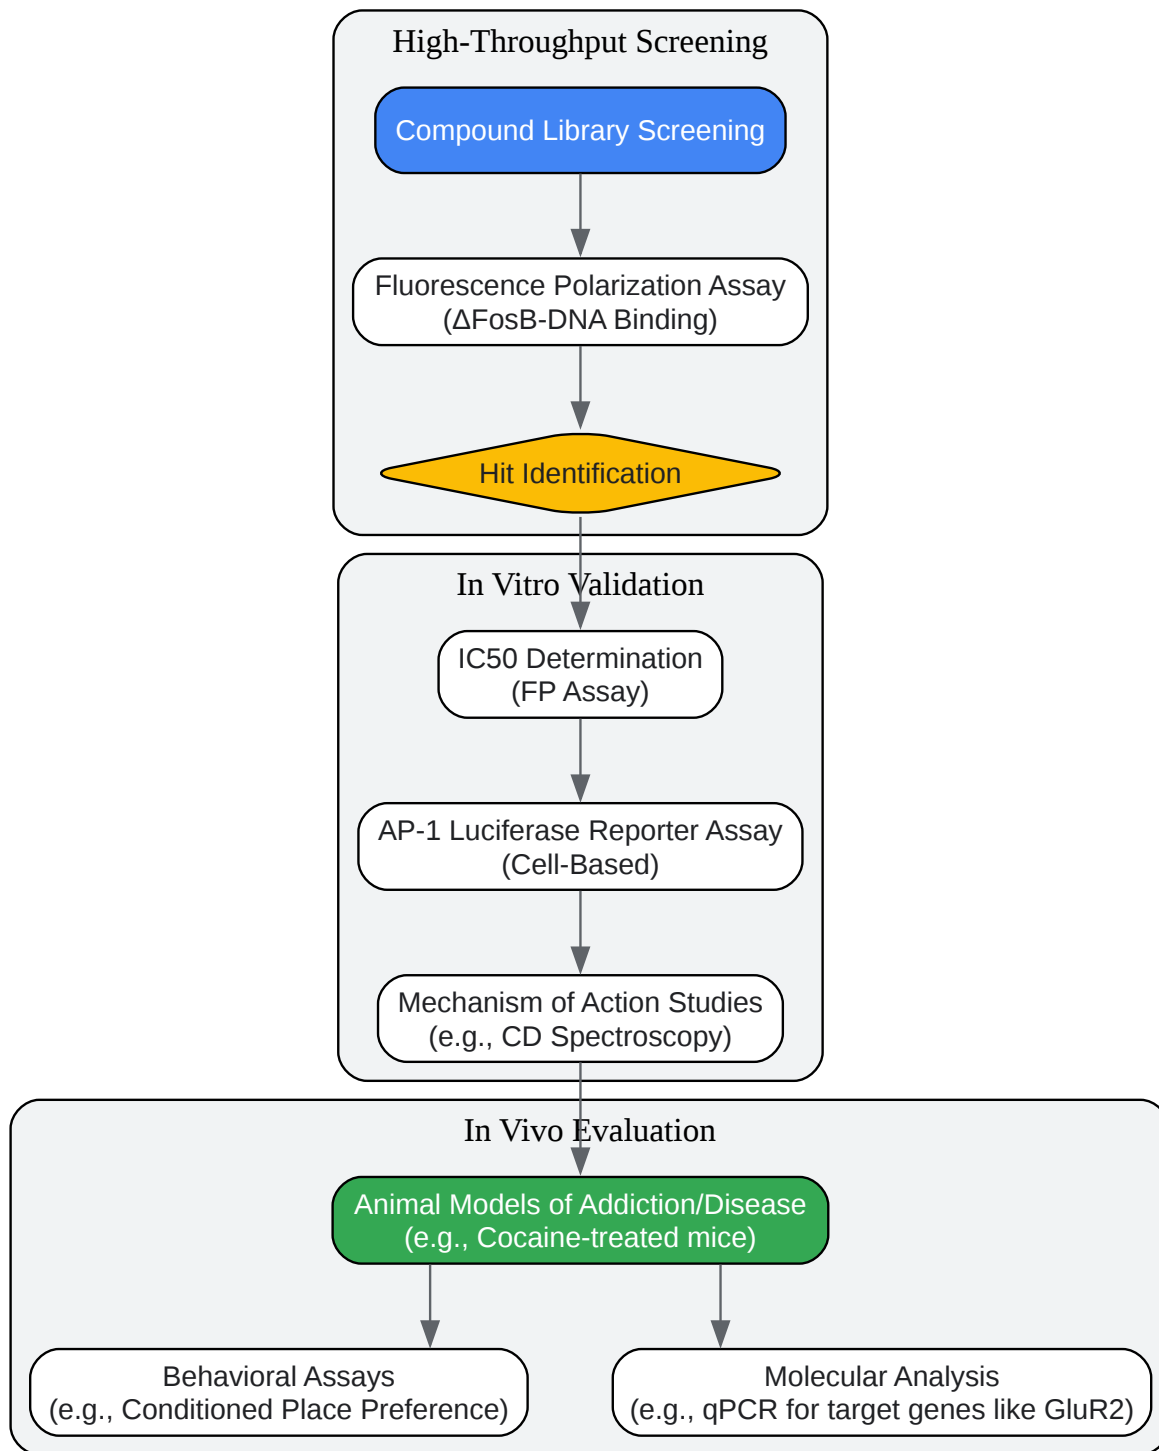 High-Throughput Screening
Compound Library Screening
Fluorescence Polarization Assay
(ΔFosB-DNA Binding)
Hit Identification
In Vitro Validation
IC50 Determination
(FP Assay)
AP-1 Luciferase Reporter Assay
(Cell-Based)
Mechanism of Action Studies
(e.g., CD Spectroscopy)
In Vivo Evaluation
Animal Models of Addiction/Disease
(e.g., Cocaine-treated mice)
Behavioral Assays
(e.g., Conditioned Place Preference)
Molecular Analysis
(e.g., qPCR for target genes like GluR2)